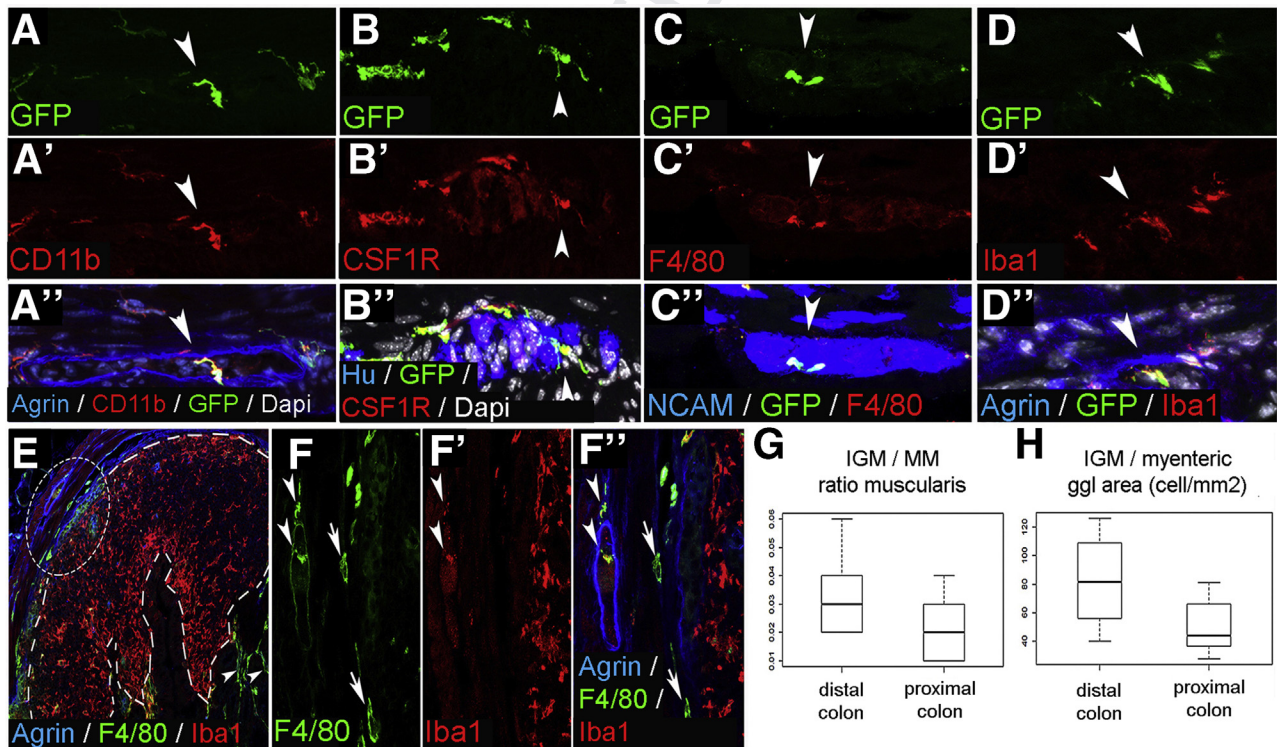 A
GFP
B
GFP
C
GFP
D
GFP
A'
CD11b
B'
CSF1R
C'
F4/80
D'
Iba1
A''
Agrin / CD11b / GFP / Dapi
B''
Hu / GFP /
CSF1R / Dapi
C''
NCAM / GFP / F4/80
D''
Agrin / GFP / Iba1
E
Agrin / F4/80 / Iba1
F
F4/80
F'
Iba1
F''
Agrin /
F4/80 /
Iba1
G
IGM / MM
ratio muscularis
0.06
0.05
0.04
0.03
0.02
0.01
distal
colon
proximal
colon
H
IGM / myenteric
ggl area (cell/mm2)
120
100
80
60
40
distal
colon
proximal
colon